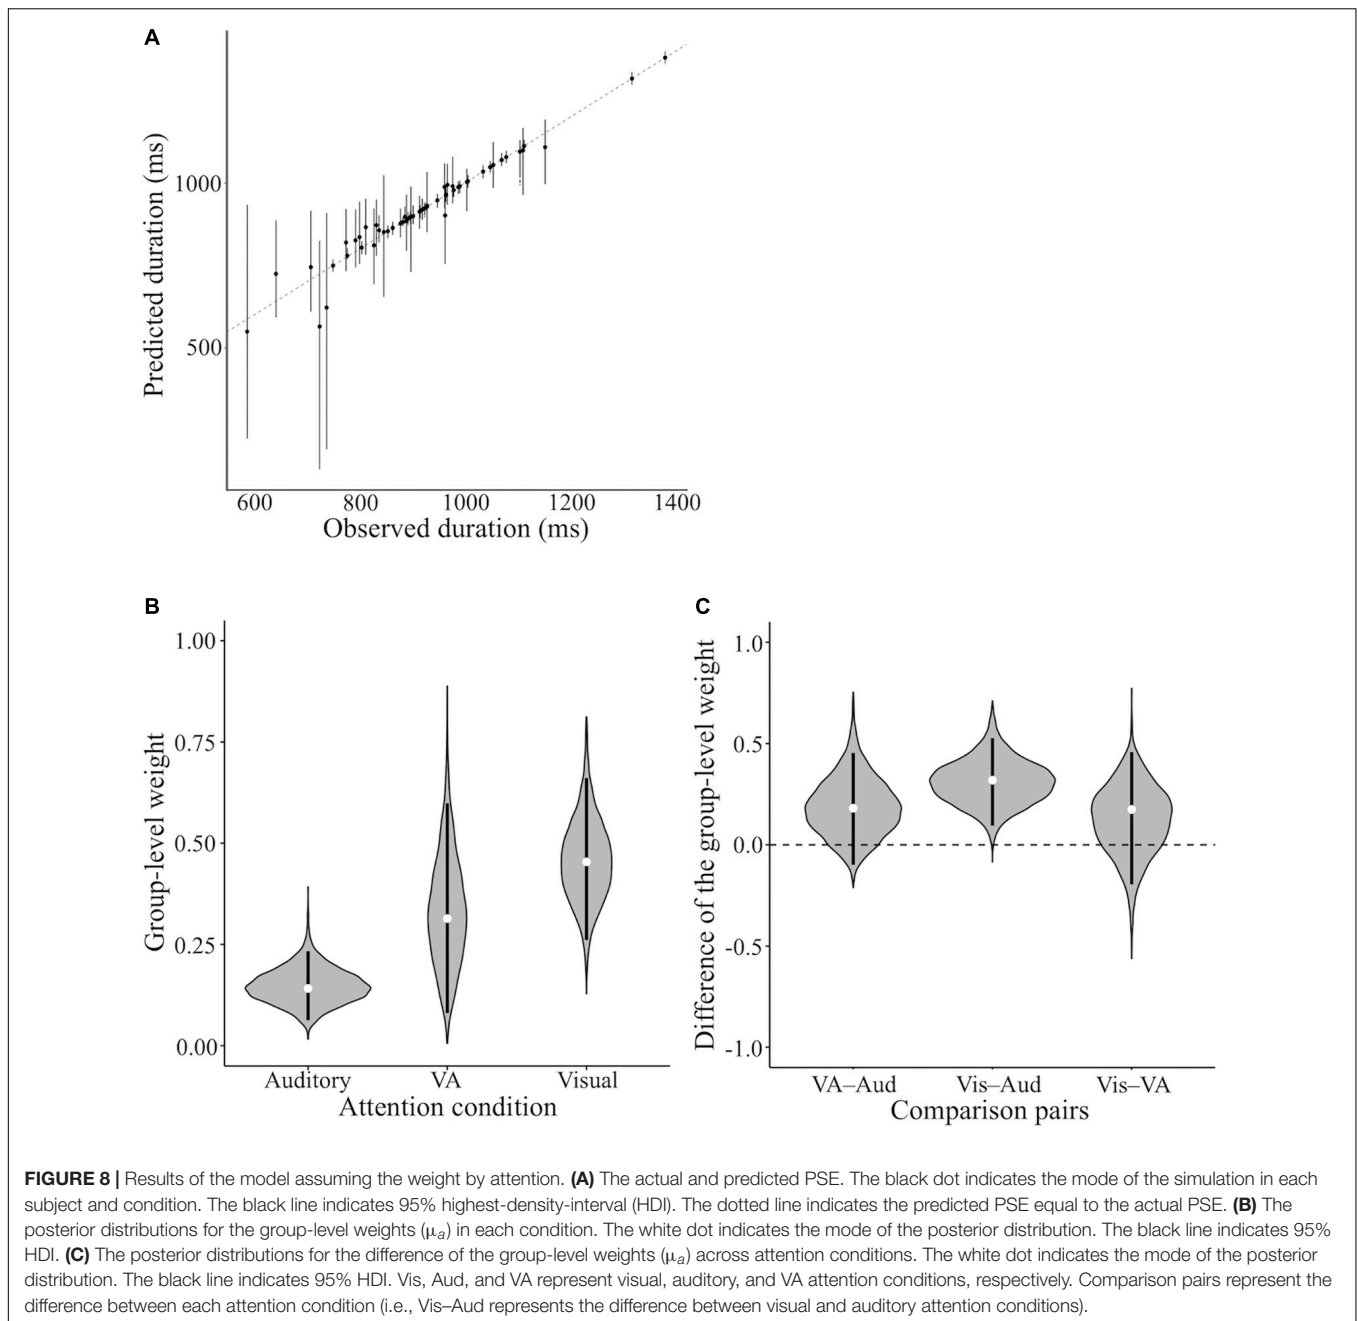 A
Predicted duration (ms)
1000
500
600 800 1000 1200 1400
Observed duration (ms)
B
Group-level weight
1.00
0.75
0.50
0.25
0.00
Auditory VA Visual
Attention condition
C
Difference of the group-level weight
1.0
0.5
0.0
-0.5
-1.0
VA–Aud Vis–Aud Vis–VA
Comparison pairs
FIGURE 8 | Results of the model assuming the weight by attention. (A) The actual and predicted PSE. The black dot indicates the mode of the simulation in each
subject and condition. The black line indicates 95% highest-density-interval (HDI). The dotted line indicates the predicted PSE equal to the actual PSE. (B) The
posterior distributions for the group-level weights (μa) in each condition. The white dot indicates the mode of the posterior distribution. The black line indicates 95%
HDI. (C) The posterior distributions for the difference of the group-level weights (μa) across attention conditions. The white dot indicates the mode of the posterior
distribution. The black line indicates 95% HDI. Vis, Aud, and VA represent visual, auditory, and VA attention conditions, respectively. Comparison pairs represent the
difference between each attention condition (i.e., Vis–Aud represents the difference between visual and auditory attention conditions).